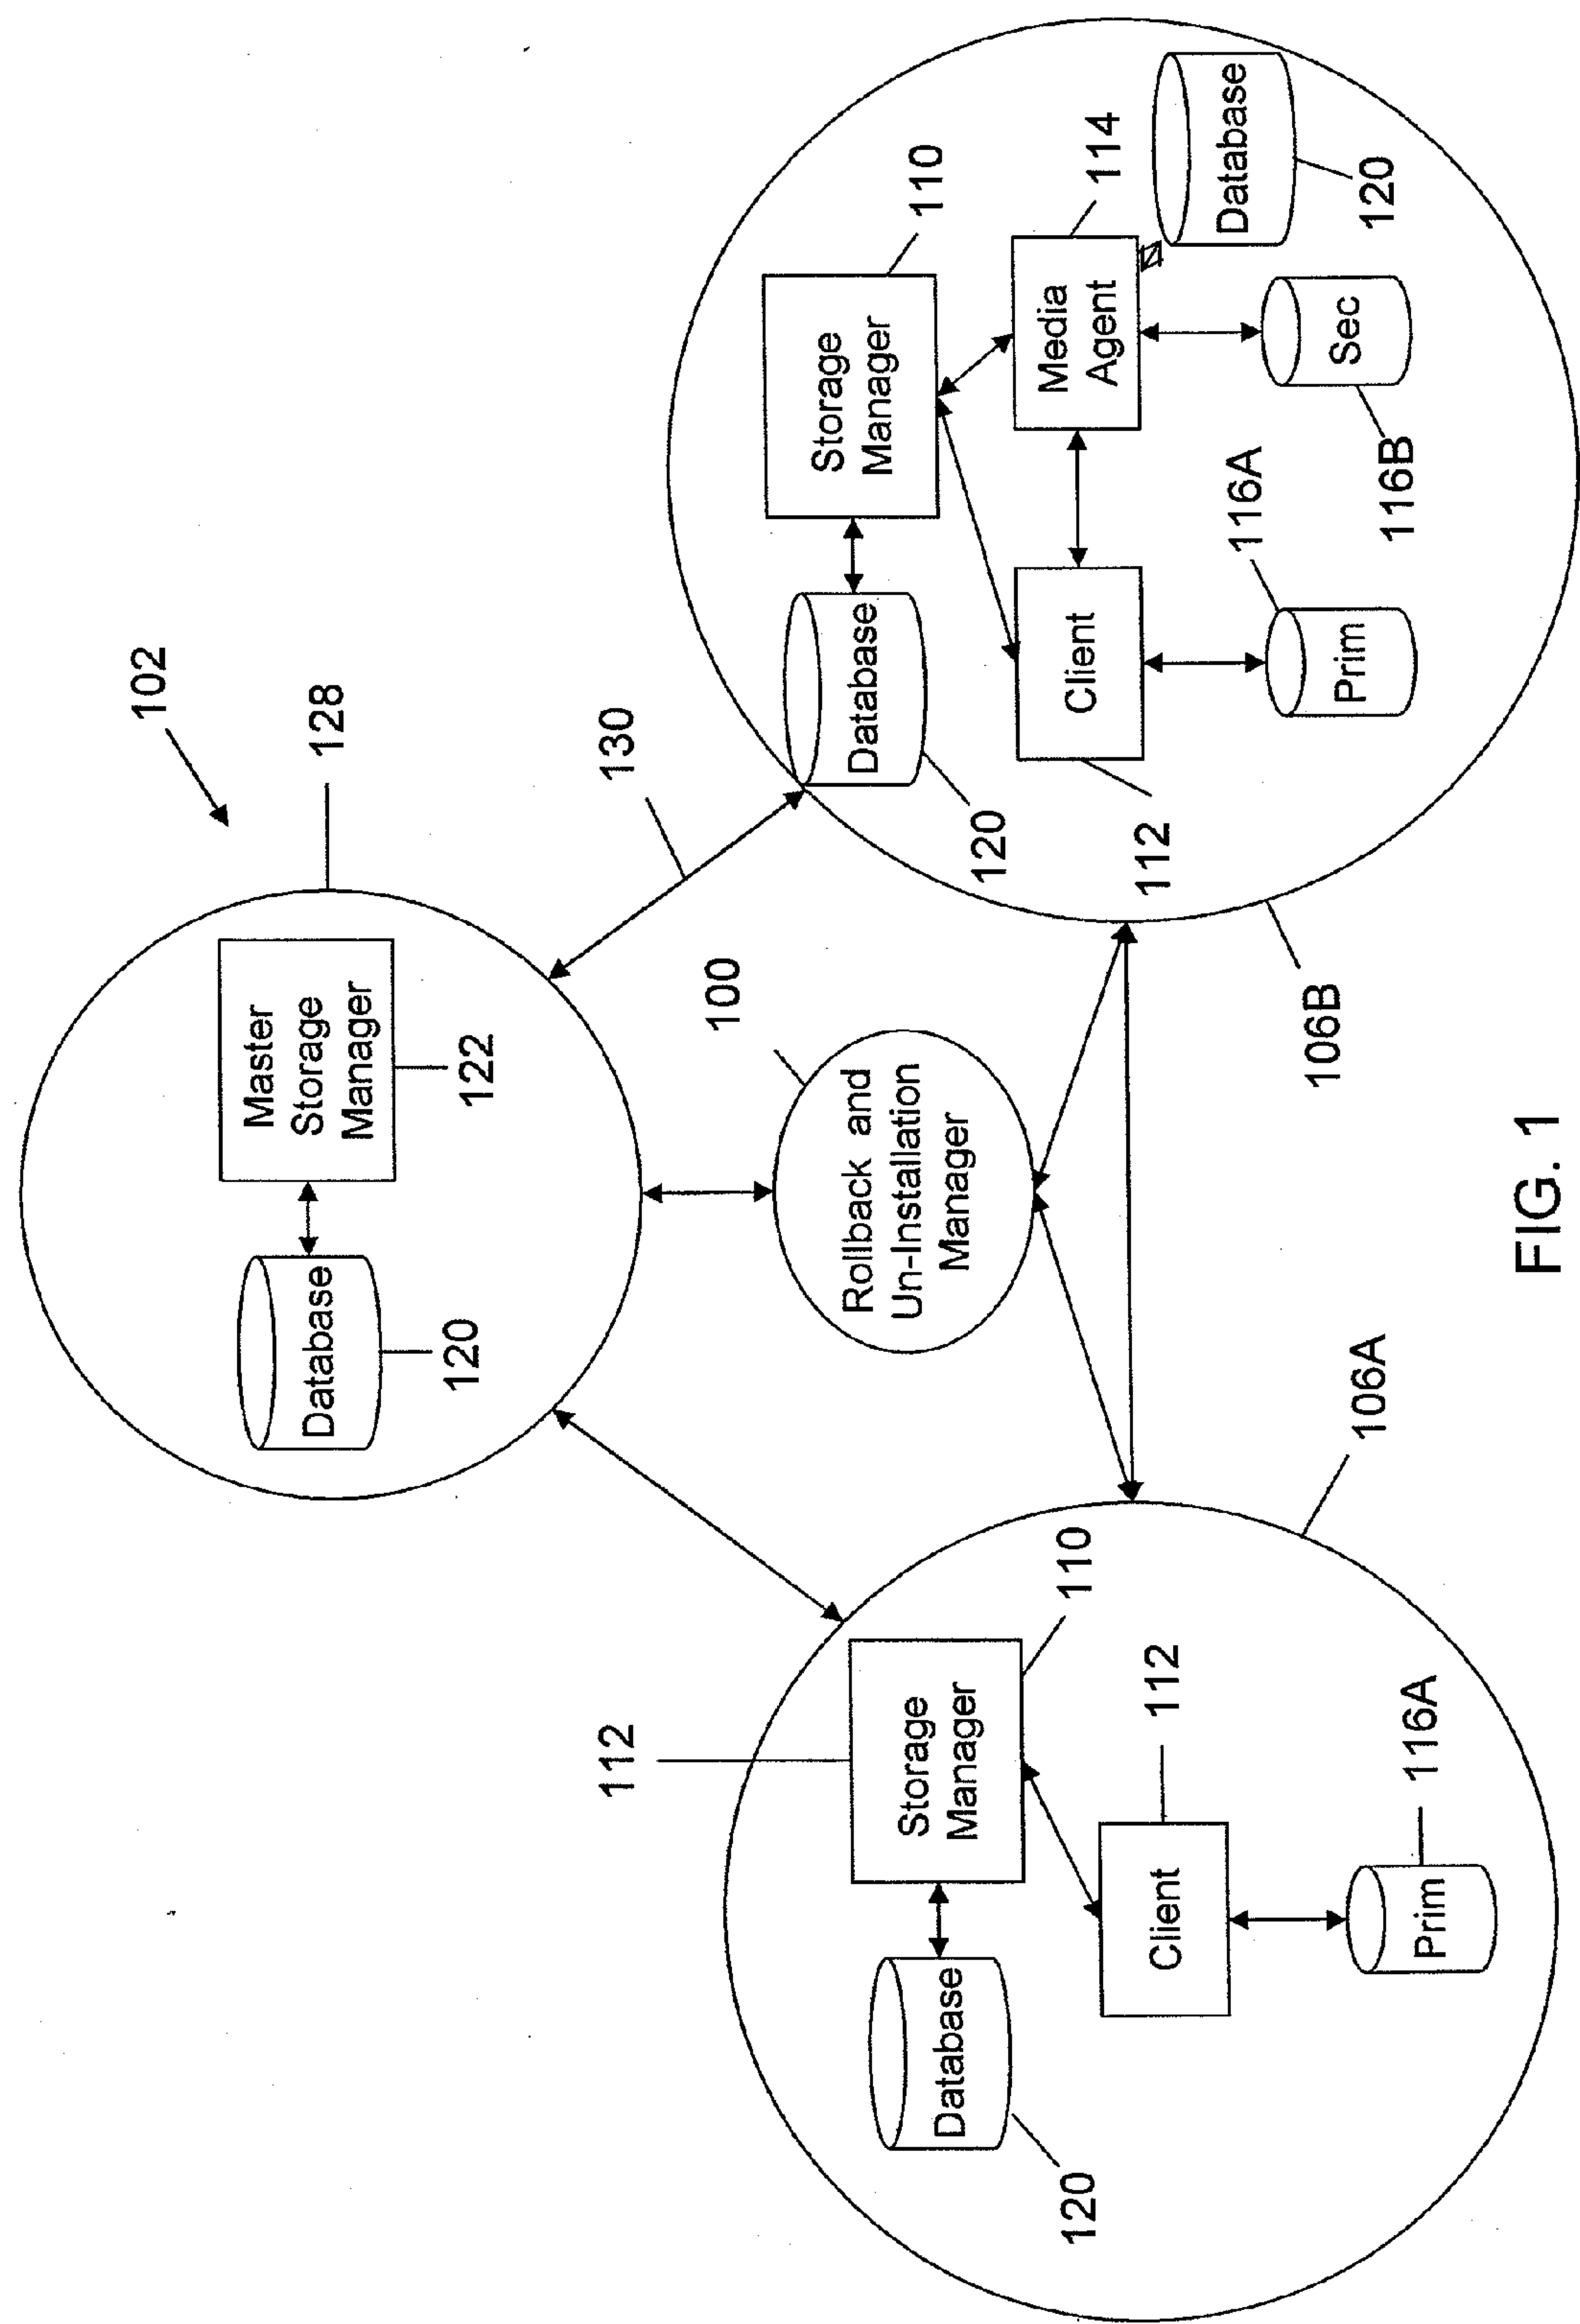 102
128
Database
120
Master
Storage
Manager
122
130
100
Rollback and
Un-Installation
Manager
112
Database
120
Storage
Manager
110
Client
112
Prim
116A
106A
Database
120
Storage
Manager
110
Client
112
Media
Agent
114
Database
120
Prim
116A
Sec
116B
106B
FIG. 1